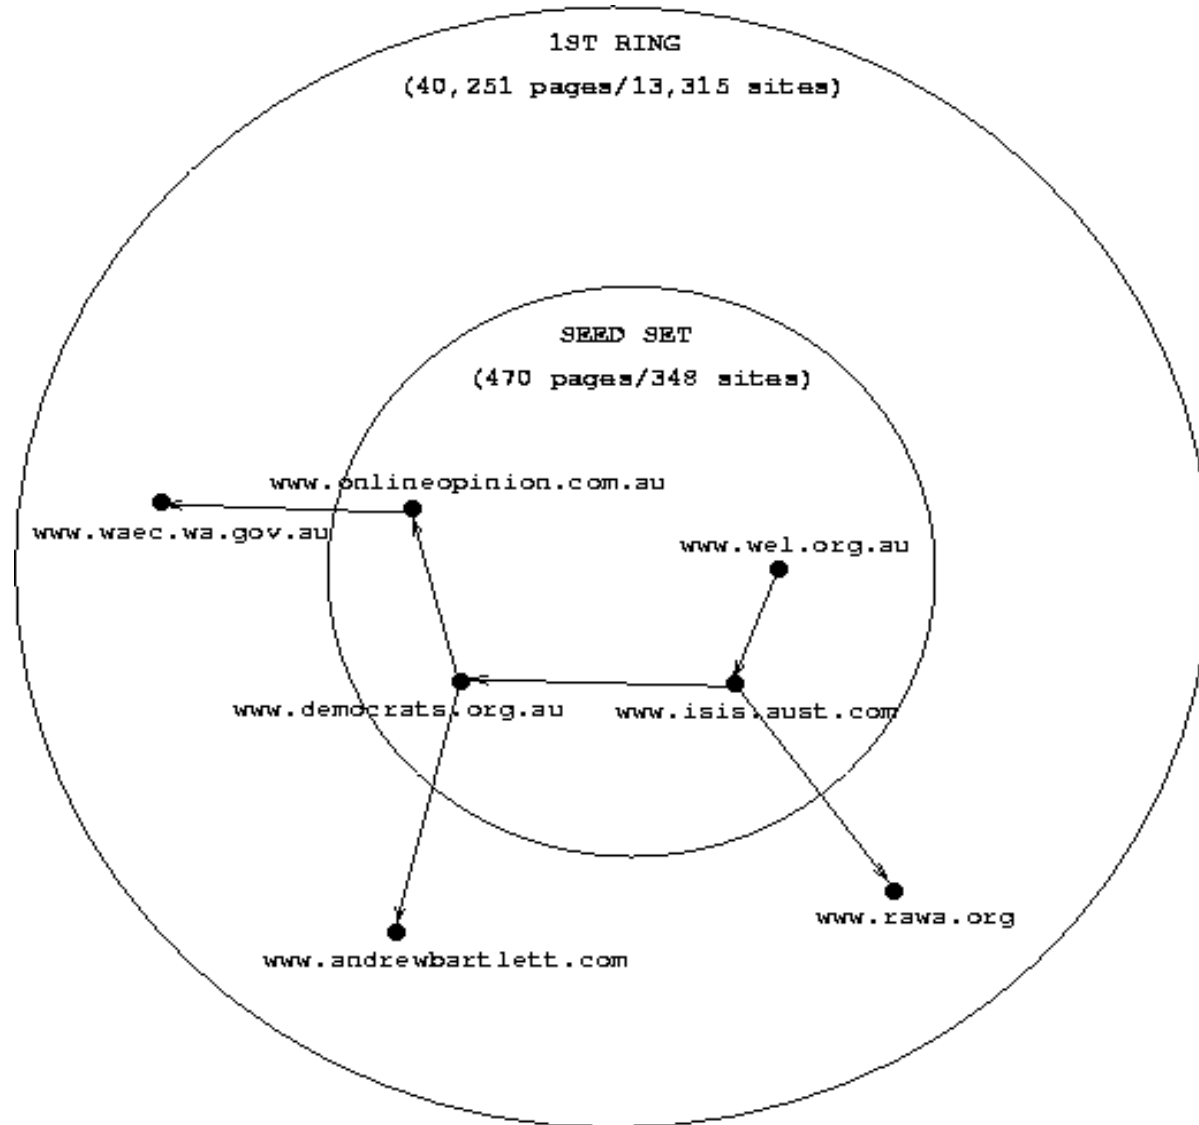 1ST RING
(40,251 pages/13,315 sites)
SEED SET
(470 pages/348 sites)
www.onlineopinion.com.au
www.waec.wa.gov.au
www.wel.org.au
www.democrats.org.au
www.isis.aust.com
www.rawa.org
www.andrewbartlett.com